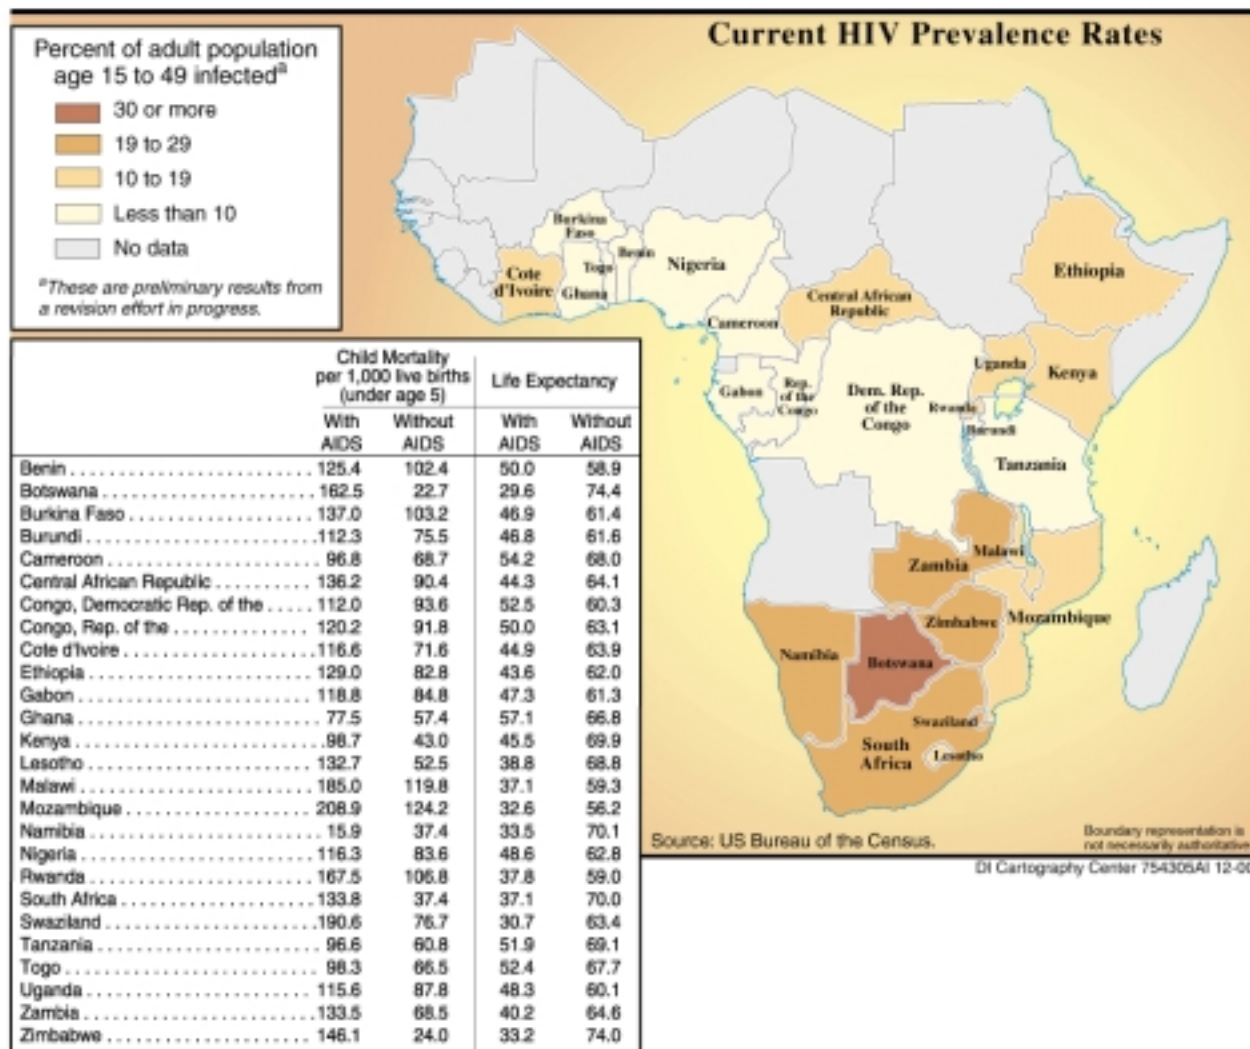 Current HIV Prevalence Rates
Percent of adult population
age 15 to 49 infectedª
30 or more
19 to 29
10 to 19
Less than 10
No data
ªThese are preliminary results from
a revision effort in progress.
Burkina
Faso
Benin
Togo
Nigeria
Cote
d'Ivoire
Ghana
Cameroon
Central African
Republic
Ethiopia
Uganda
Kenya
Gabon
Rep.
of the
Congo
Dem. Rep.
of the
Congo
Rwanda
Burundi
Tanzania
Malawi
Zambia
Zimbabwe
Mozambique
Namibia
Botswana
Swaziland
South
Africa
Lesotho
Source: US Bureau of the Census.
Boundary representation is
not necessarily authoritative
DI Cartography Center 754305AI 12-00
Child Mortality
per 1,000 live births
(under age 5)
Life Expectancy
With AIDS Without AIDS With AIDS Without AIDS
Benin 125.4 102.4 50.0 58.9
Botswana 162.5 22.7 29.6 74.4
Burkina Faso 137.0 103.2 46.9 61.4
Burundi 112.3 75.5 46.8 61.6
Cameroon 96.8 68.7 54.2 68.0
Central African Republic 136.2 90.4 44.3 64.1
Congo, Democratic Rep. of the 112.0 93.6 52.5 60.3
Congo, Rep. of the 120.2 91.8 50.0 63.1
Cote d'Ivoire 116.6 71.6 44.9 63.9
Ethiopia 129.0 82.8 43.6 62.0
Gabon 118.8 84.8 47.3 61.3
Ghana 77.5 57.4 57.1 66.8
Kenya 98.7 43.0 45.5 69.9
Lesotho 132.7 52.5 38.8 68.8
Malawi 185.0 119.8 37.1 59.3
Mozambique 208.9 124.2 32.6 56.2
Namibia 15.9 37.4 33.5 70.1
Nigeria 116.3 83.6 48.6 62.8
Rwanda 167.5 106.8 37.8 59.0
South Africa 133.8 37.4 37.1 70.0
Swaziland 190.6 76.7 30.7 63.4
Tanzania 96.6 60.8 51.9 69.1
Togo 98.3 66.5 52.4 67.7
Uganda 115.6 87.8 48.3 60.1
Zambia 133.5 68.5 40.2 64.6
Zimbabwe 146.1 24.0 33.2 74.0